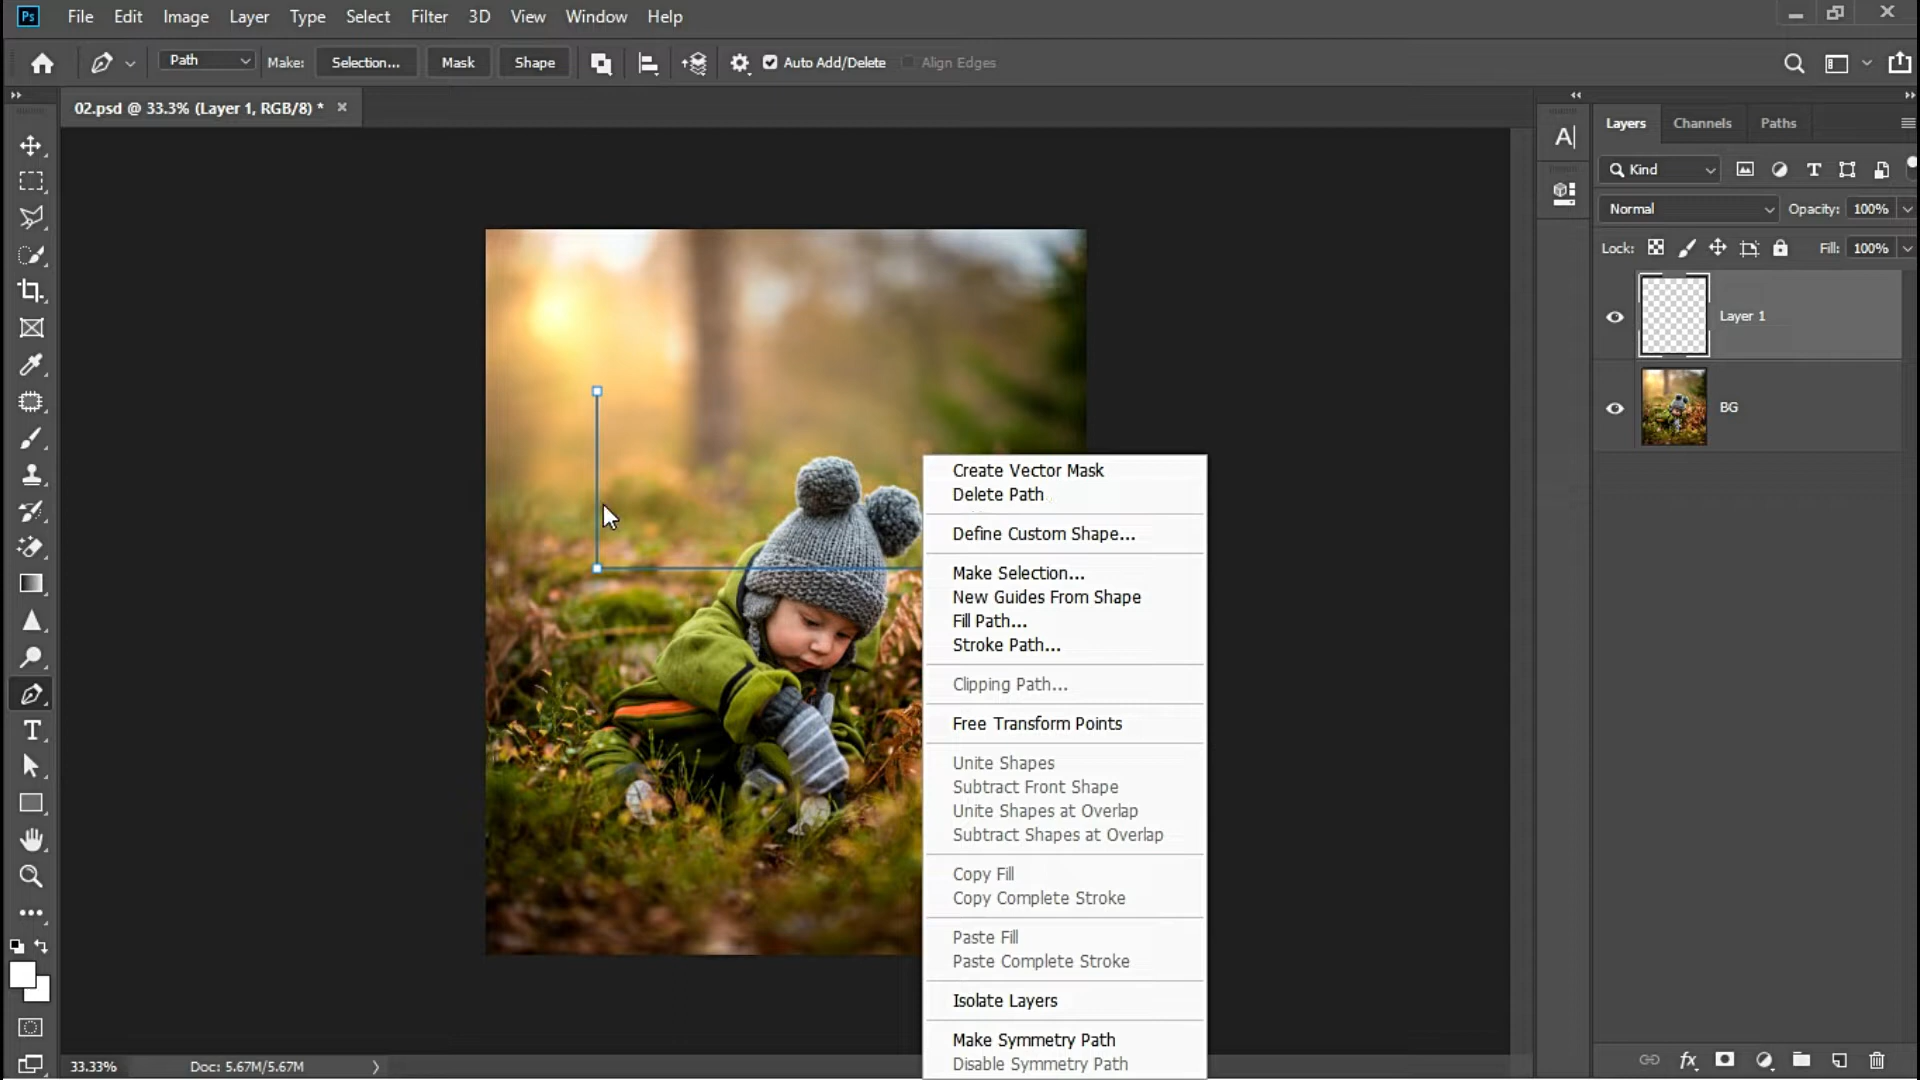 Ps File Edit Image Layer Type Select Filter 3D View Window Help
Path Make: Selection... Mask Shape Auto Add/Delete Align Edges
02.psd @ 33.3% (Layer 1, RGB/8) *
Layers Channels Paths
Kind
Normal Opacity: 100%
Lock: Fill: 100%
Layer 1
BG
Create Vector Mask
Delete Path
Define Custom Shape...
Make Selection...
New Guides From Shape
Fill Path...
Stroke Path...
Clipping Path...
Free Transform Points
Unite Shapes
Subtract Front Shape
Unite Shapes at Overlap
Subtract Shapes at Overlap
Copy Fill
Copy Complete Stroke
Paste Fill
Paste Complete Stroke
Isolate Layers
Make Symmetry Path
Disable Symmetry Path
33.33% Doc: 5.67M/5.67M